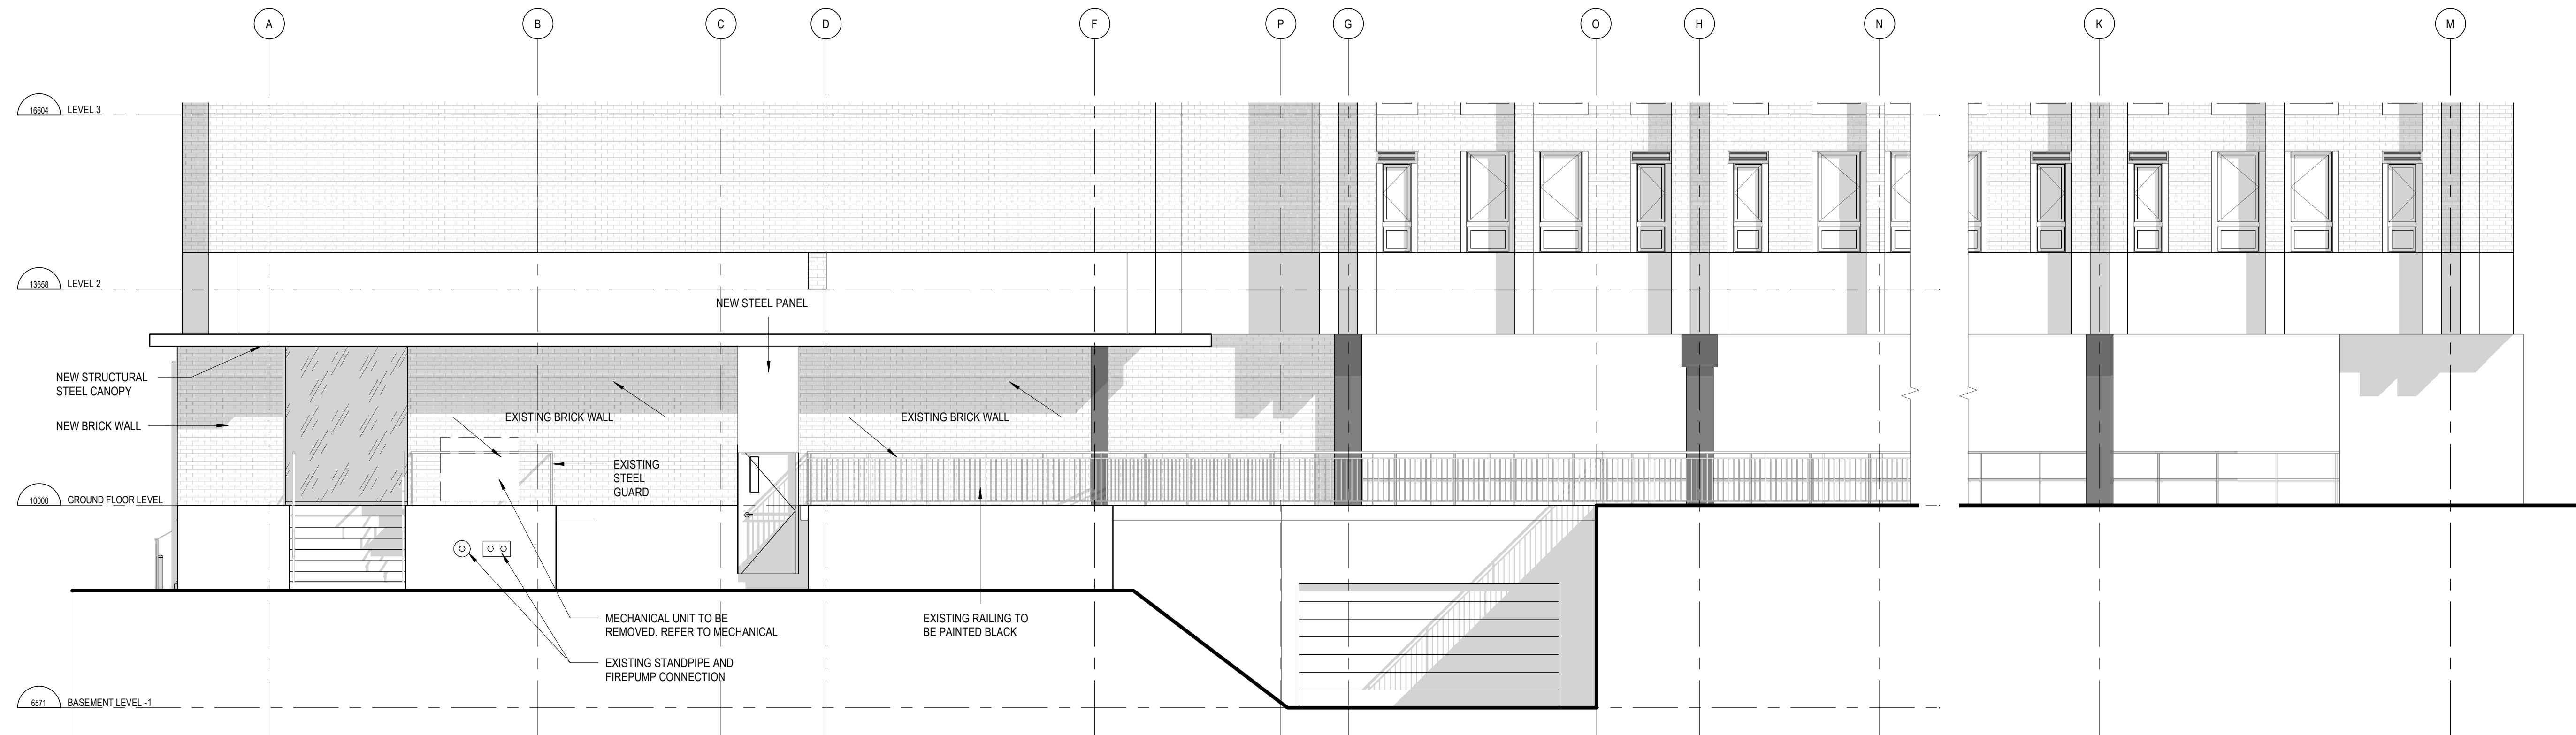 A
B
C
D
F
P
G
O
H
N
K
M
16604 LEVEL 3
13658 LEVEL 2
NEW STEEL PANEL
NEW STRUCTURAL
STEEL CANOPY
NEW BRICK WALL
EXISTING BRICK WALL
EXISTING BRICK WALL
EXISTING
STEEL
GUARD
10000 GROUND FLOOR LEVEL
MECHANICAL UNIT TO BE
REMOVED. REFER TO MECHANICAL
EXISTING RAILING TO
BE PAINTED BLACK
EXISTING STANDPIPE AND
FIREPUMP CONNECTION
6571 BASEMENT LEVEL -1